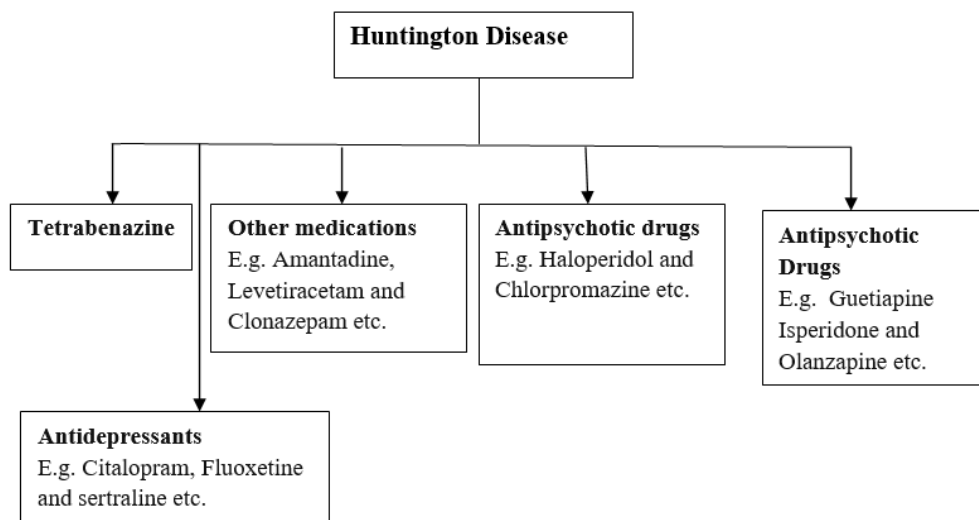 Huntington Disease
Tetrabenazine
Other medications
E.g. Amantadine,
Levetiracetam and
Clonazepam etc.
Antipsychotic drugs
E.g. Haloperidol and
Chlorpromazine etc.
Antipsychotic
Drugs
E.g. Guetiapine
Isperidone and
Olanzapine etc.
Antidepressants
E.g. Citalopram, Fluoxetine
and sertraline etc.